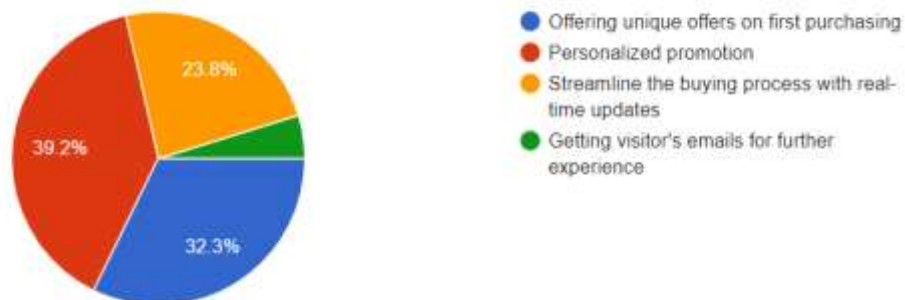 23.8%
39.2%
32.3%
Offering unique offers on first purchasing
Personalized promotion
Streamline the buying process with real-
time updates
Getting visitor's emails for further
experience